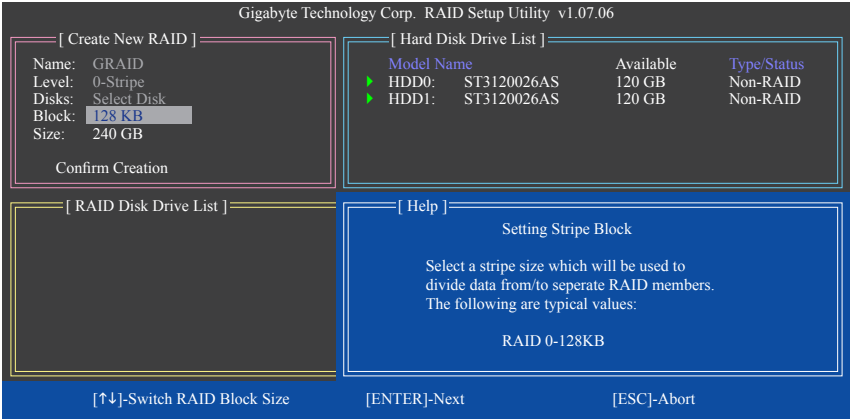 Gigabyte Technology Corp. RAID Setup Utility v1.07.06
[ Create New RAID ]
Name: GRAID
Level: 0-Stripe
Disks: Select Disk
Block: 128 KB
Size: 240 GB
Confirm Creation
[ Hard Disk Drive List ]
Model Name Available Type/Status
HDD0: ST3120026AS 120 GB Non-RAID
HDD1: ST3120026AS 120 GB Non-RAID
[ RAID Disk Drive List ]
[ Help ]
Setting Stripe Block
Select a stripe size which will be used to
divide data from/to seperate RAID members.
The following are typical values:
RAID 0-128KB
[↑↓]-Switch RAID Block Size [ENTER]-Next [ESC]-Abort